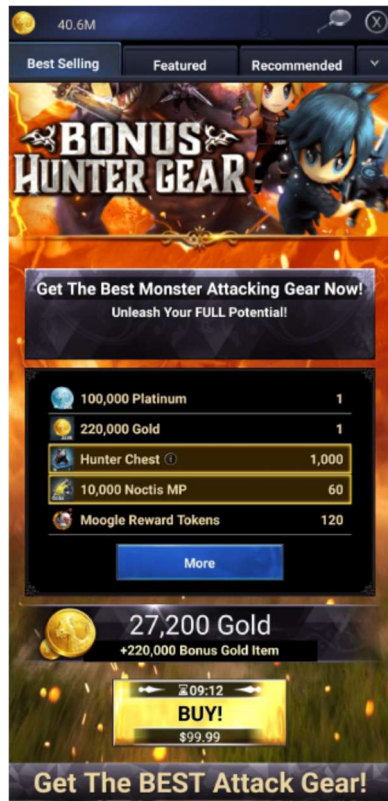 40.6M
Best Selling
Featured
Recommended
BONUS
HUNTER GEAR
Get The Best Monster Attacking Gear Now!
Unleash Your FULL Potential!
100,000 Platinum 1
220,000 Gold 1
Hunter Chest 1,000
10,000 Noctis MP 60
Moogle Reward Tokens 120
More
27,200 Gold
+220,000 Bonus Gold Item
09:12
BUY!
$99.99
Get The BEST Attack Gear!